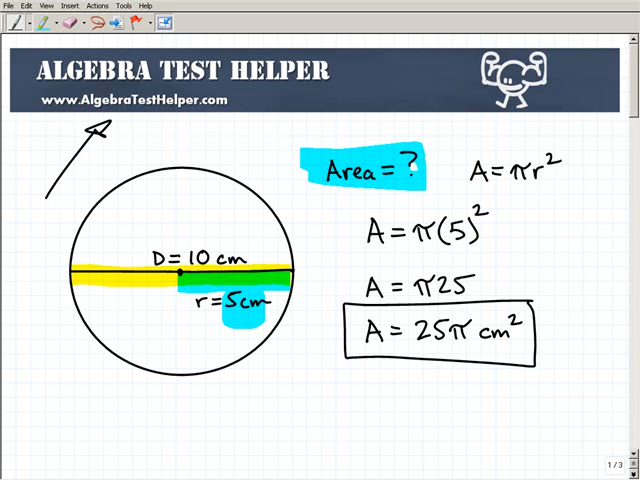 File Edit View Insert Actions Tools Help
ALGEBRA TEST HELPER
www.AlgebraTestHelper.com
Area = ?
A = πr²
A = π(5)²
D = 10 cm
A = π25
r = 5cm
A = 25π cm²
1 / 3